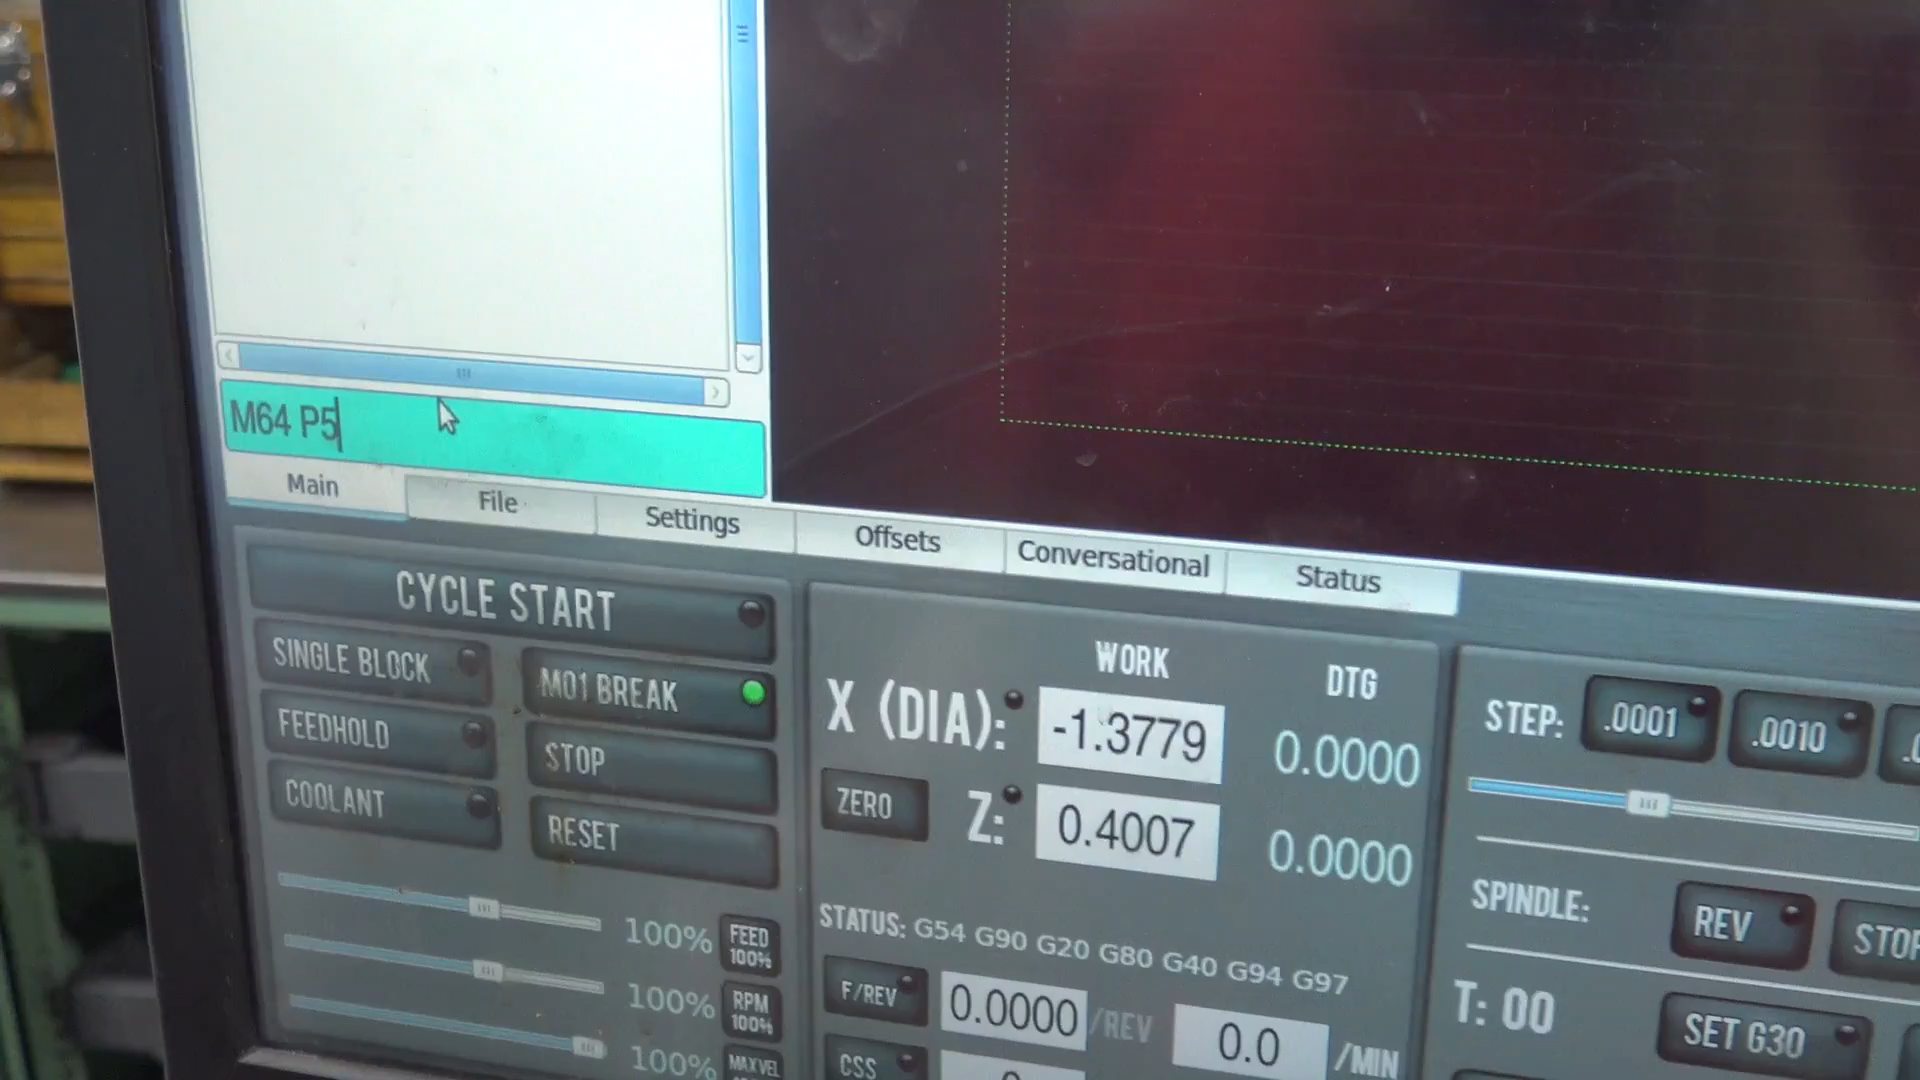 M64 P5
Main
File
Settings
Offsets
Conversational
Status
CYCLE START
SINGLE BLOCK
M01 BREAK
FEEDHOLD
STOP
COOLANT
RESET
100%
FEED
100%
100%
RPM
100%
100%
MAX VEL
WORK
DTG
X (DIA):
-1.3779
0.0000
ZERO
Z:
0.4007
0.0000
STATUS: G54 G90 G20 G80 G40 G94 G97
F/REV
0.0000
/REV
0.0
/MIN
CSS
STEP:
.0001
.0010
SPINDLE:
REV
T: 00
SET G30